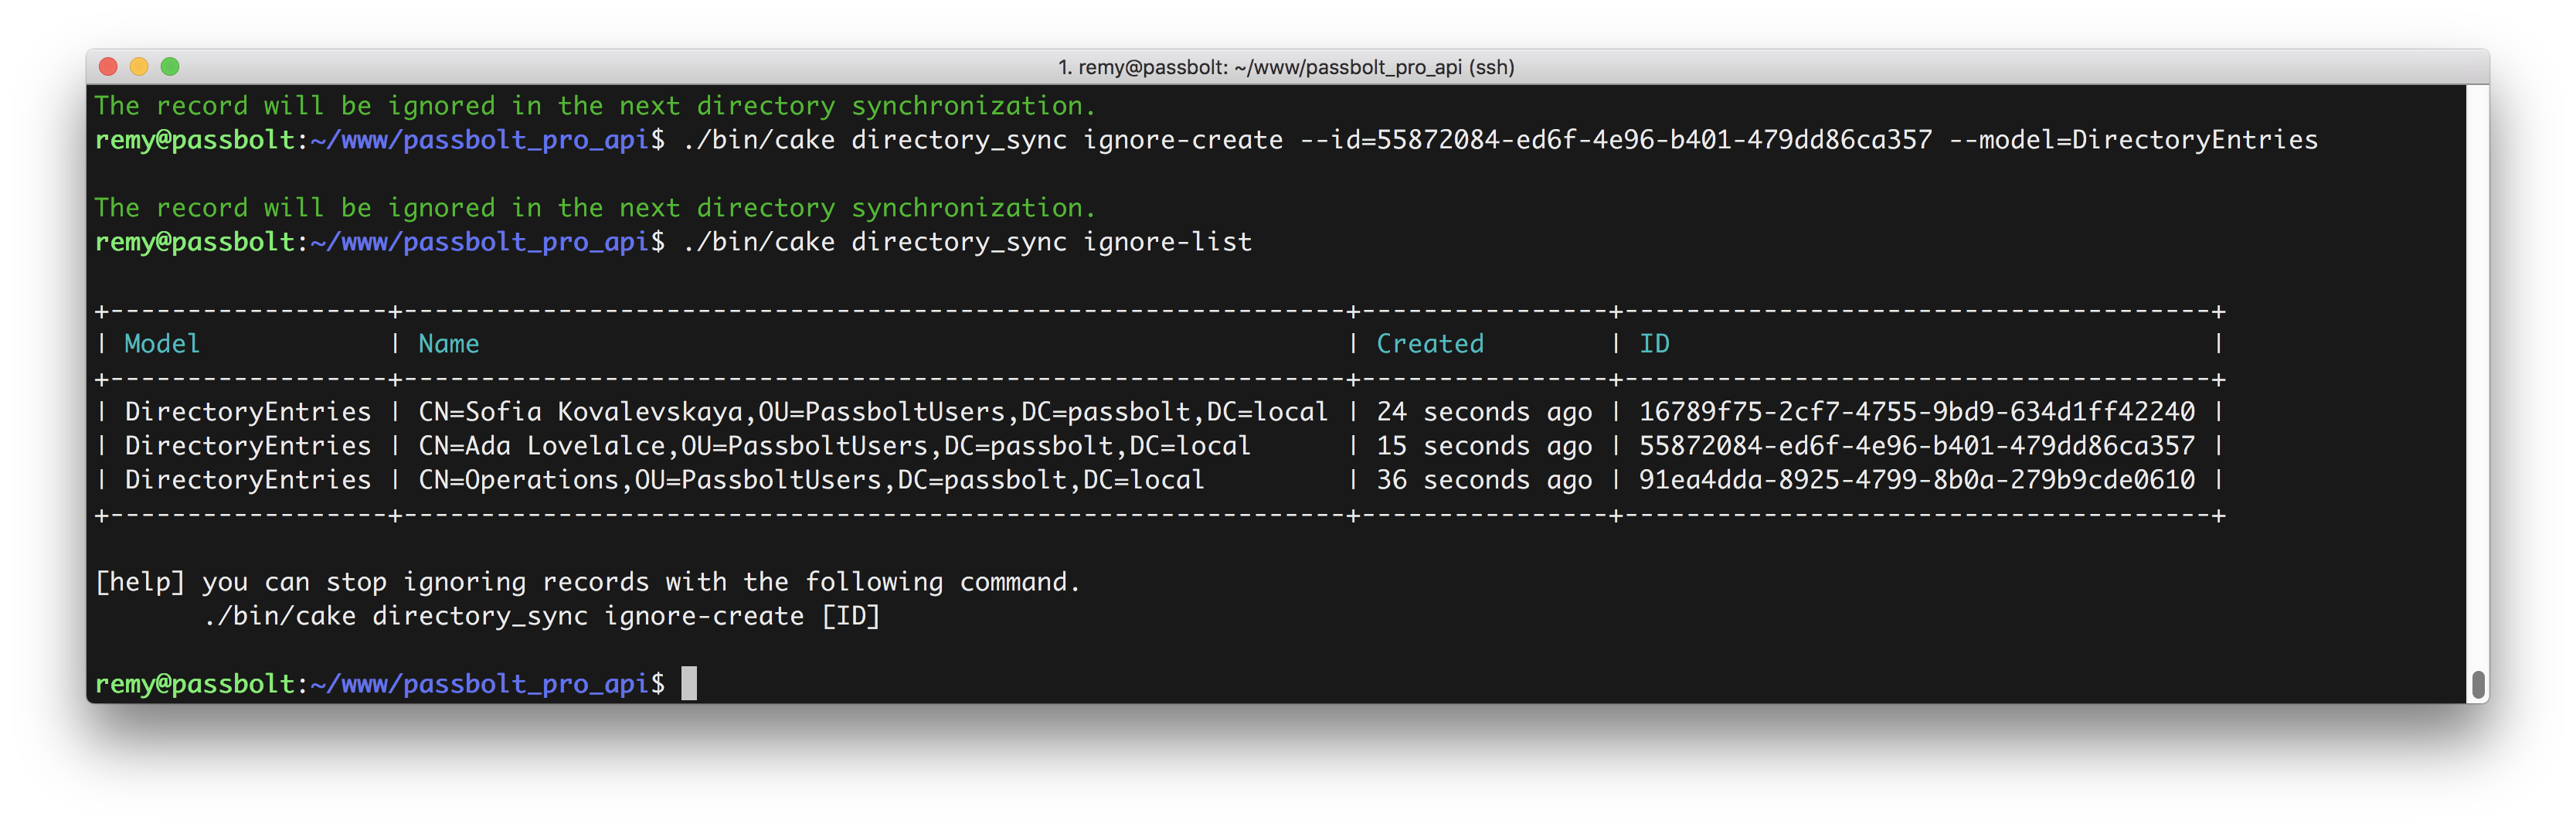 1. remy@passbolt: ~/www/passbolt_pro_api (ssh)
The record will be ignored in the next directory synchronization.
remy@passbolt:~/www/passbolt_pro_api$ ./bin/cake directory_sync ignore-create --id=55872084-ed6f-4e96-b401-479dd86ca357 --model=DirectoryEntries
The record will be ignored in the next directory synchronization.
remy@passbolt:~/www/passbolt_pro_api$ ./bin/cake directory_sync ignore-list
+------------------+-------------------------------------------------------------+----------------+--------------------------------------+
| Model            | Name                                                        | Created        | ID                                   |
+------------------+-------------------------------------------------------------+----------------+--------------------------------------+
| DirectoryEntries | CN=Sofia Kovalevskaya,OU=PassboltUsers,DC=passbolt,DC=local | 24 seconds ago | 16789f75-2cf7-4755-9bd9-634d1ff42240 |
| DirectoryEntries | CN=Ada Lovelalce,OU=PassboltUsers,DC=passbolt,DC=local      | 15 seconds ago | 55872084-ed6f-4e96-b401-479dd86ca357 |
| DirectoryEntries | CN=Operations,OU=PassboltUsers,DC=passbolt,DC=local         | 36 seconds ago | 91ea4dda-8925-4799-8b0a-279b9cde0610 |
+------------------+-------------------------------------------------------------+----------------+--------------------------------------+
[help] you can stop ignoring records with the following command.
./bin/cake directory_sync ignore-create [ID]
remy@passbolt:~/www/passbolt_pro_api$